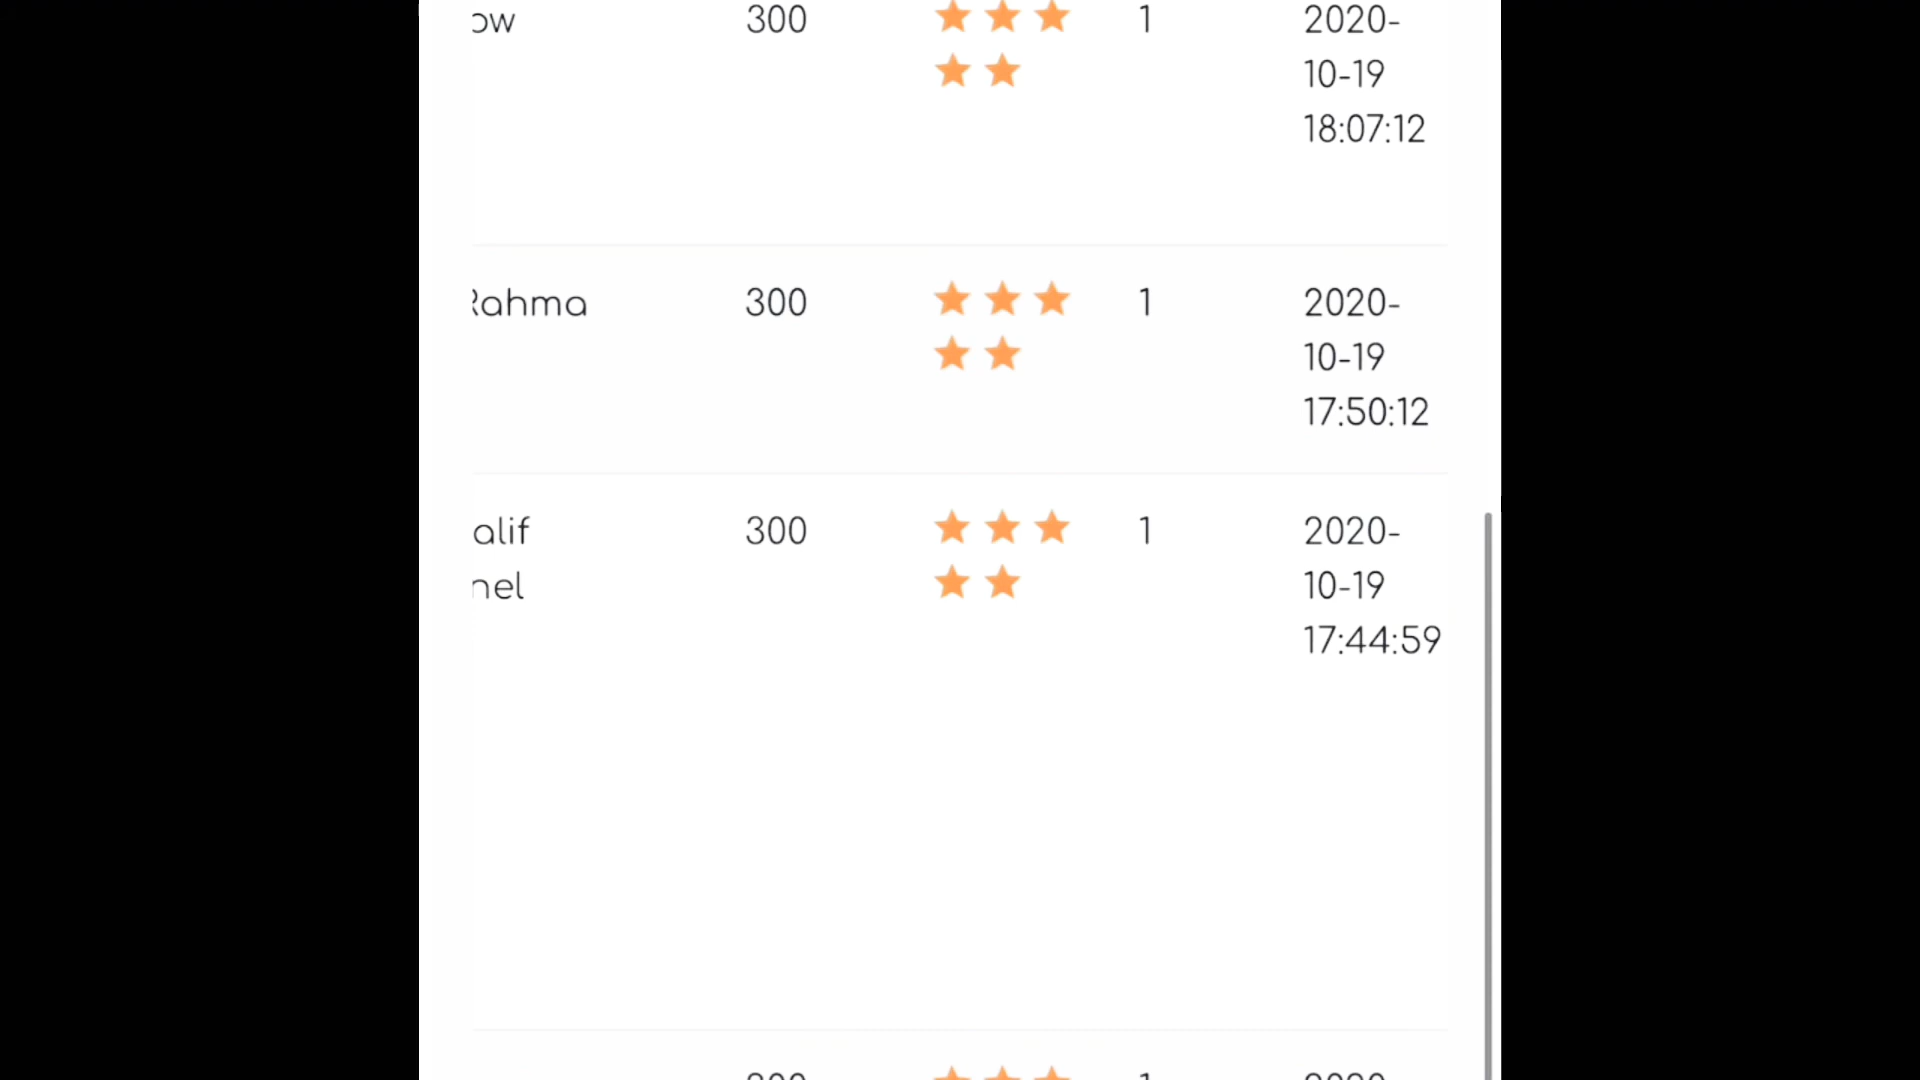 ow 300 1 2020-
10-19
18:07:12
Rahma 300 1 2020-
10-19
17:50:12
alif 300 1 2020-
nel 10-19
17:44:59